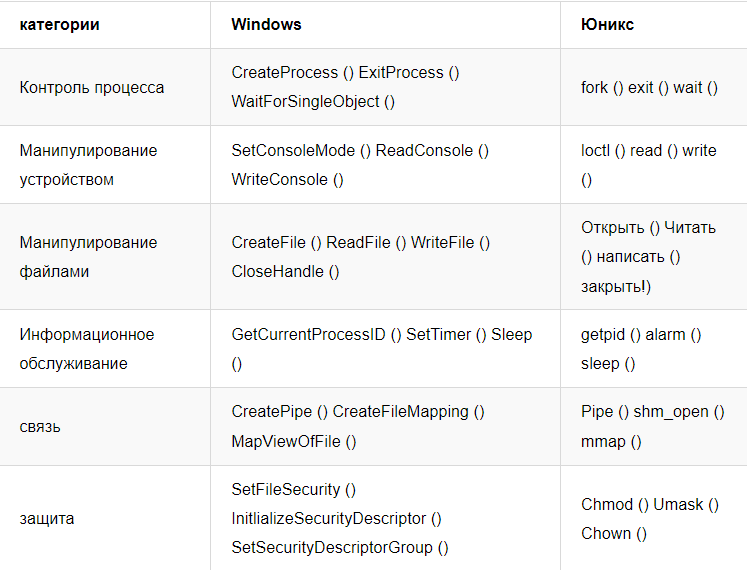 категории Windows Юникс
Контроль процесса
CreateProcess () ExitProcess ()
WaitForSingleObject ()
fork () exit () wait ()
Манипулирование
устройством
SetConsoleMode () ReadConsole ()
WriteConsole ()
loctl () read () write
()
Манипулирование
файлами
CreateFile () ReadFile () WriteFile ()
CloseHandle ()
Открыть () Читать
() написать ()
закрыть!)
Информационное
обслуживание
GetCurrentProcessID () SetTimer () Sleep
()
getpid () alarm ()
sleep ()
связь
CreatePipe () CreateFileMapping ()
MapViewOfFile ()
Pipe () shm_open ()
mmap ()
защита
SetFileSecurity ()
InitlializeSecurityDescriptor ()
SetSecurityDescriptorGroup ()
Chmod () Umask ()
Chown ()